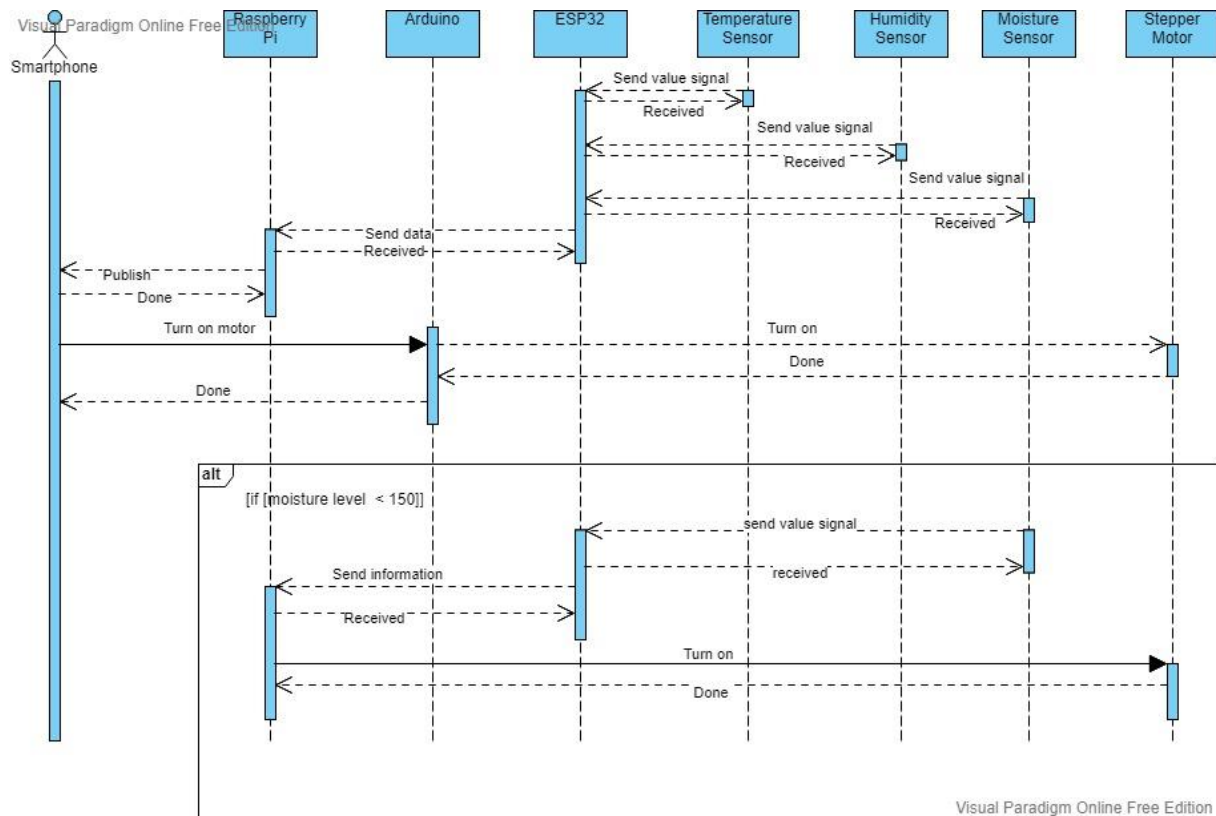 Visual Paradigm Online Free Edition
Smartphone
Raspberry
Pi
Arduino
ESP32
Temperature
Sensor
Humidity
Sensor
Moisture
Sensor
Stepper
Motor
Send value signal
Received
Send value signal
Received
Send value signal
Received
Send data
Received
Publish
Done
Turn on motor
Turn on
Done
Done
alt
[if [moisture level < 150]]
send value signal
received
Send information
Received
Turn on
Done
Visual Paradigm Online Free Edition